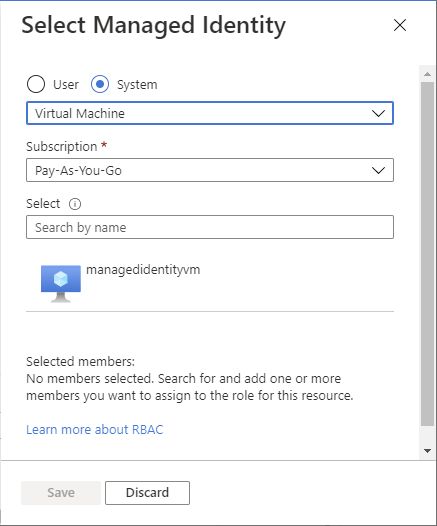 Select Managed Identity
User System
Virtual Machine
Subscription *
Pay-As-You-Go
Select
Search by name
managedidentityvm
Selected members:
No members selected. Search for and add one or more
members you want to assign to the role for this resource.
Learn more about RBAC
Save Discard